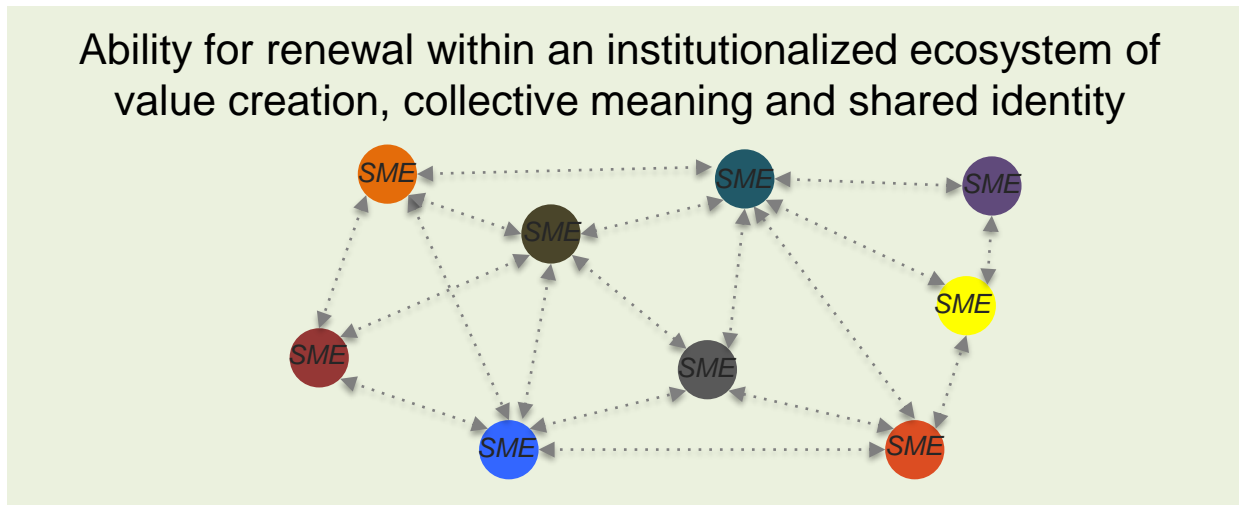 Ability for renewal within an institutionalized ecosystem of
value creation, collective meaning and shared identity
SME
SME
SME
SME
SME
SME
SME
SME
SME